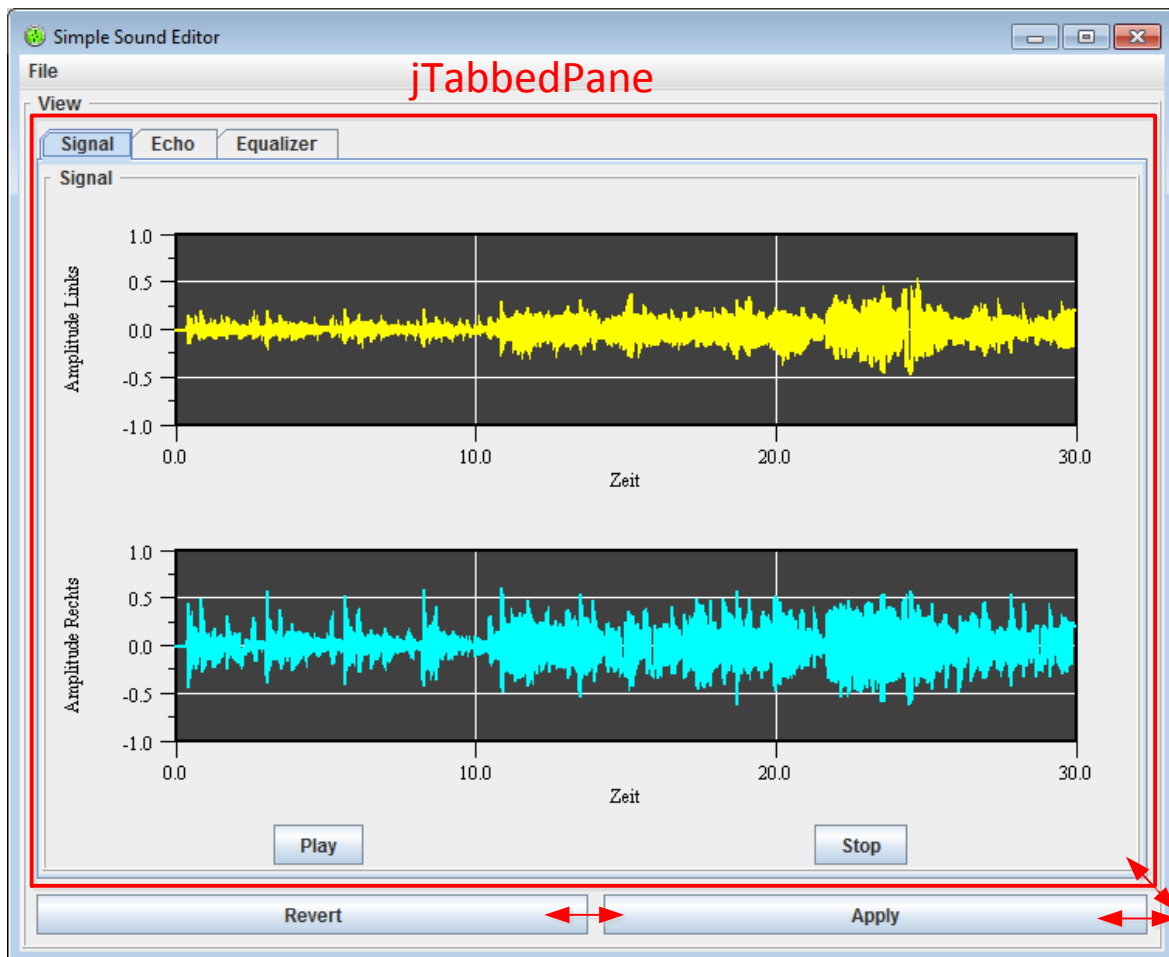 Simple Sound Editor
File
jTabbedPane
View
Signal Echo Equalizer
Signal
Amplitude Links
1.0
0.5
0.0
-0.5
-1.0
0.0 10.0 20.0 30.0
Zeit
Amplitude Rechts
1.0
0.5
0.0
-0.5
-1.0
0.0 10.0 20.0 30.0
Zeit
Play Stop
Revert Apply